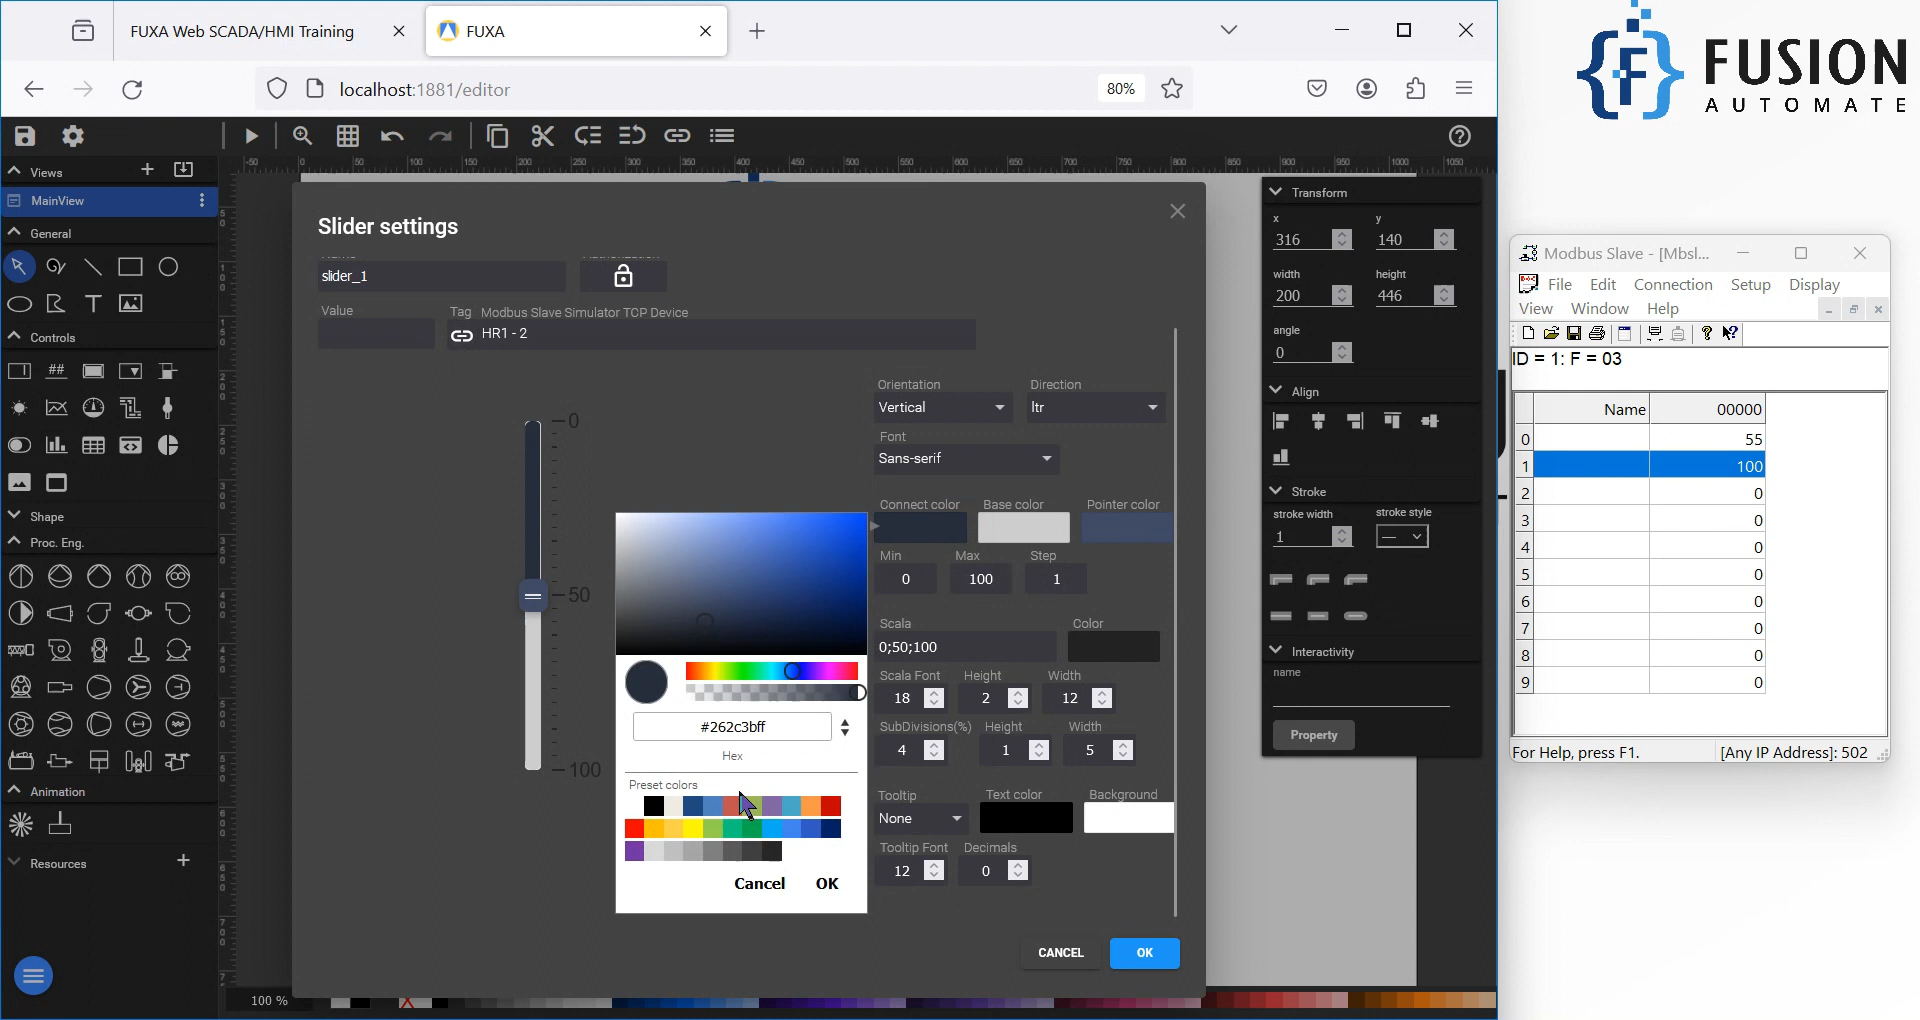 FUXA Web SCADA/HMI Training
FUXA
localhost:1881/editor
80%
FUSION
AUTOMATE
Views
MainView
General
Controls
Shape
Proc. Eng.
Animation
Resources
Slider settings
slider_1
Value
Tag Modbus Slave Simulator TCP Device
HR1 - 2
Orientation
Direction
Vertical
ltr
Font
Sans-serif
Connect color
Base color
Pointer color
Min
Max
Step
0
100
1
Scala
Color
0;50;100
Scala Font
Height
Width
18
2
12
SubDivisions(%)
Height
Width
4
1
5
Tooltip
Text color
Background
None
Tooltip Font
Decimals
12
0
0
50
100
#262c3bff
Hex
Preset colors
Cancel
OK
CANCEL
OK
100 %
Transform
x
y
316
140
width
height
200
446
angle
0
Align
Stroke
stroke width
stroke style
1
Interactivity
name
Property
Modbus Slave - [Mbsl...
File Edit Connection Setup Display
View Window Help
ID = 1: F = 03
Name 00000
0 55
1 100
2 0
3 0
4 0
5 0
6 0
7 0
8 0
9 0
For Help, press F1.
[Any IP Address]: 502